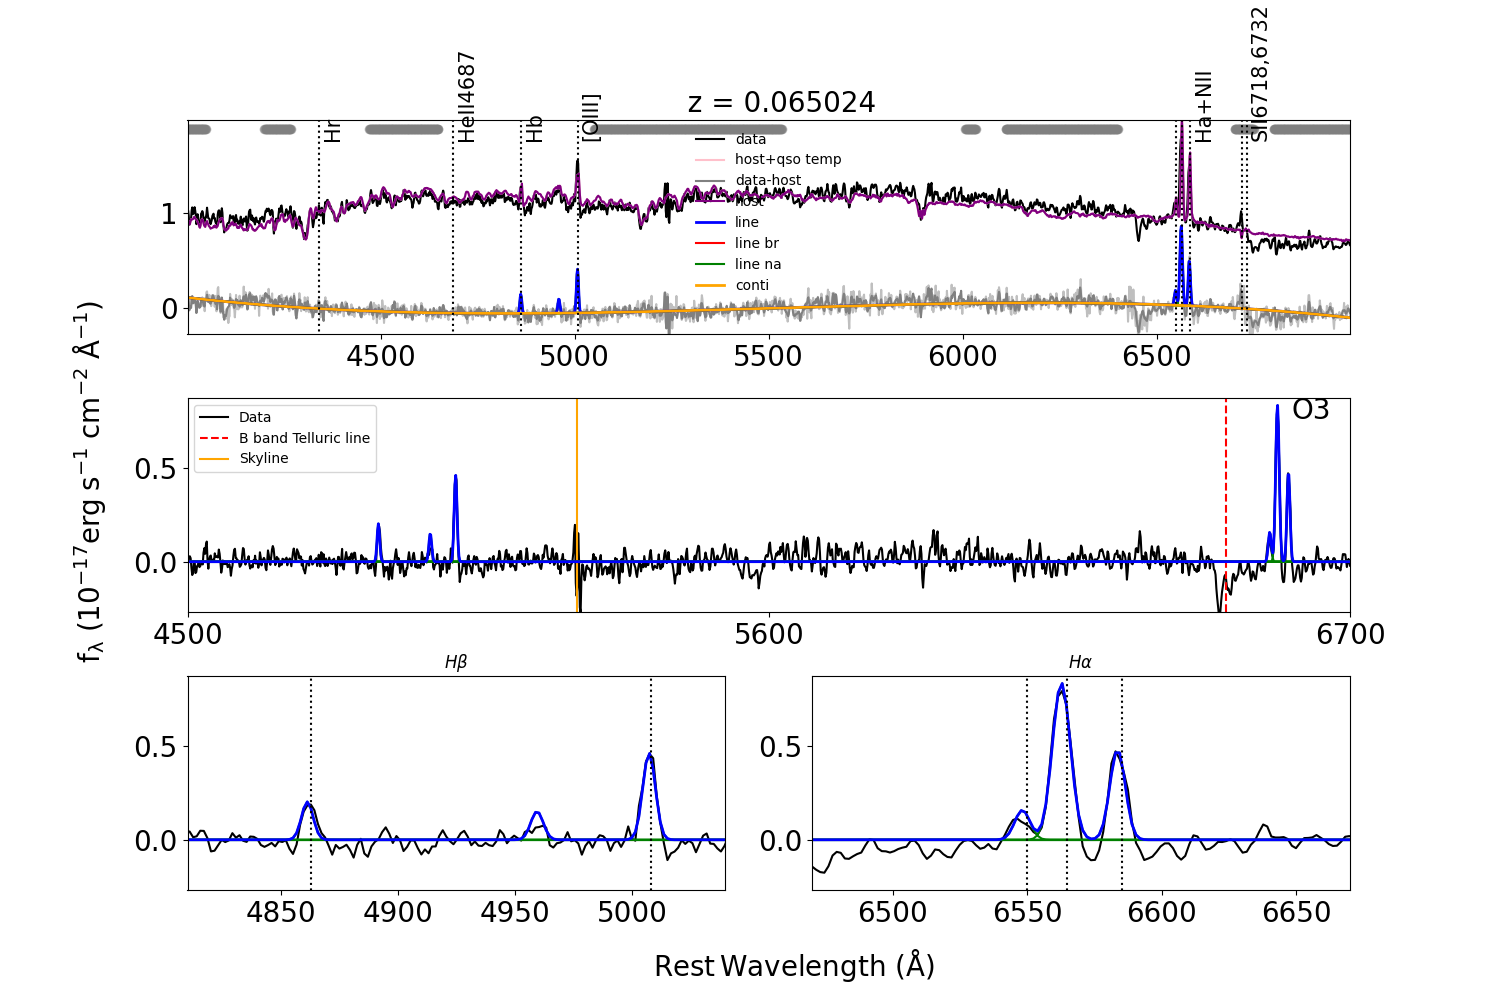 z = 0.065024
Hr
HeII4687
Hb
[OIII]
Ha+NII
SII6718,6732
data
host+qso temp
data-host
host
line
line br
line na
conti
1
0
4500
5000
5500
6000
6500
fλ (10⁻¹⁷erg s⁻¹ cm⁻² Å⁻¹)
Data
B band Telluric line
Skyline
O3
0.5
0.0
4500
5600
6700
Hβ
0.5
0.0
4850
4900
4950
5000
Hα
0.5
0.0
6500
6550
6600
6650
Rest Wavelength (Å)